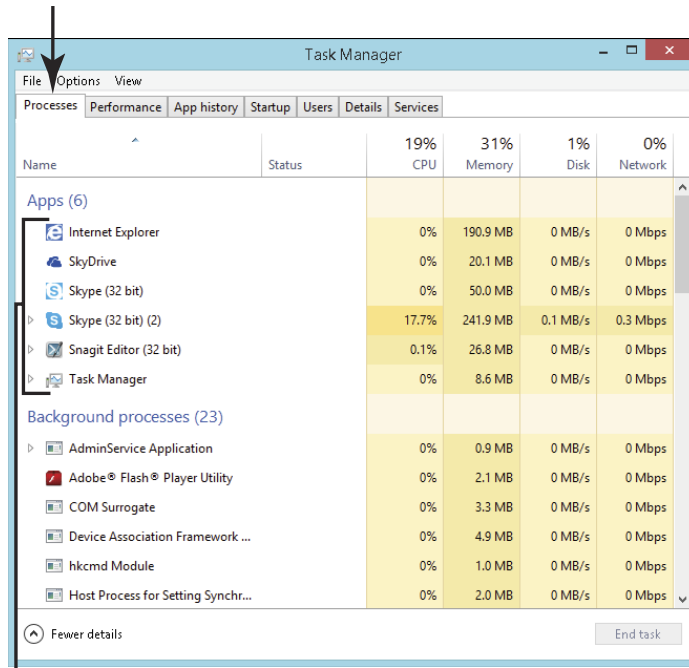 Task Manager
File Options View
Processes Performance App history Startup Users Details Services
19% 31% 1% 0%
Name Status CPU Memory Disk Network
Apps (6)
Internet Explorer 0% 190.9 MB 0 MB/s 0 Mbps
SkyDrive 0% 20.1 MB 0 MB/s 0 Mbps
Skype (32 bit) 0% 50.0 MB 0 MB/s 0 Mbps
Skype (32 bit) (2) 17.7% 241.9 MB 0.1 MB/s 0.3 Mbps
Snagit Editor (32 bit) 0.1% 26.8 MB 0 MB/s 0 Mbps
Task Manager 0% 8.6 MB 0 MB/s 0 Mbps
Background processes (23)
AdminService Application 0% 0.9 MB 0 MB/s 0 Mbps
Adobe® Flash® Player Utility 0% 2.1 MB 0 MB/s 0 Mbps
COM Surrogate 0% 3.3 MB 0 MB/s 0 Mbps
Device Association Framework ... 0% 4.9 MB 0 MB/s 0 Mbps
hkcmd Module 0% 1.0 MB 0 MB/s 0 Mbps
Host Process for Setting Synchr... 0% 2.0 MB 0 MB/s 0 Mbps
Fewer details End task